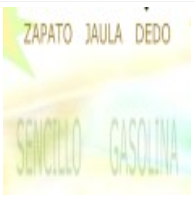 ZAPATO JAULA DEDO
SENCILLO GASOLINA